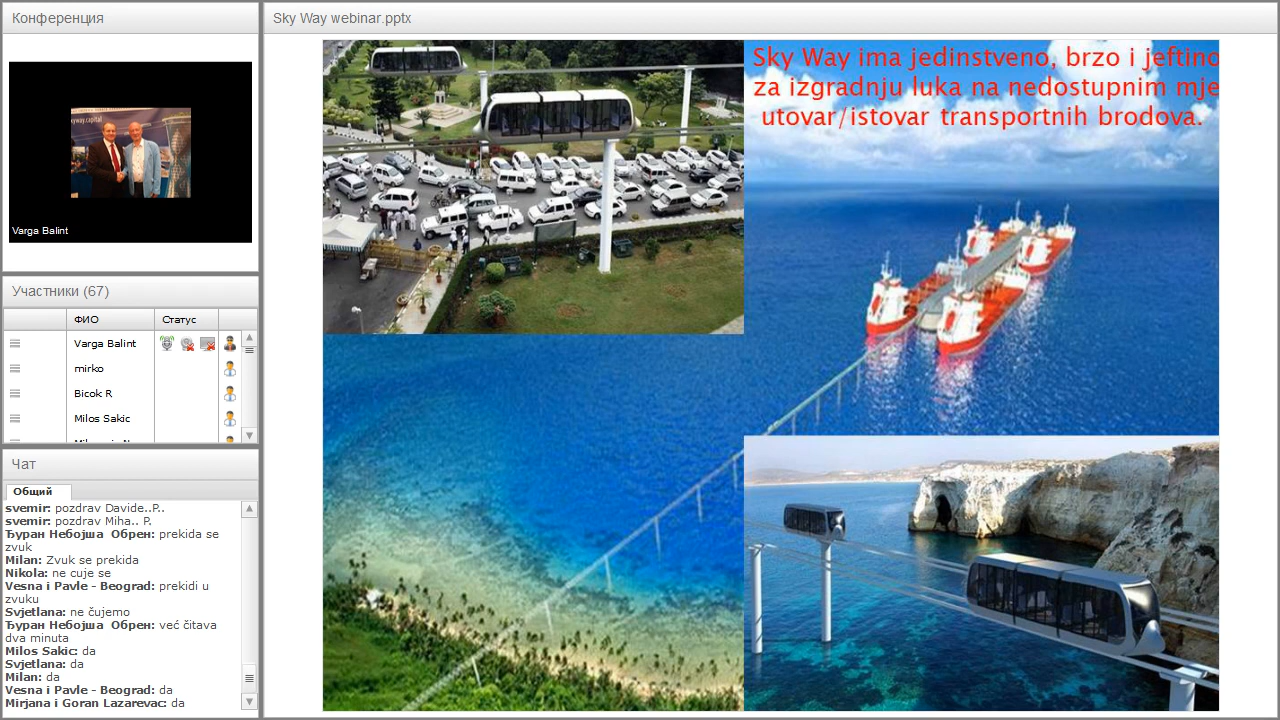 Конференция
Sky Way webinar.pptx
Varga Balint
Участники (67)
ФИО
Статус
Varga Balint
mirko
Bicok R
Milos Sakic
Чат
Общий
svemir: pozdrav Davide..P..
svemir: pozdrav Miha.. P.
Ђуран Небојша Обрен: prekida se
zvuk
Milan: Zvuk se prekida
Nikola: ne cuje se
Vesna i Pavle - Beograd: prekidi u
zvuku
Svjetlana: ne čujemo
Ђуран Небојша Обрен: već čitava
dva minuta
Milos Sakic: da
Svjetlana: da
Milan: da
Vesna i Pavle - Beograd: da
Mirjana i Goran Lazarevac: da
Sky Way ima jedinstveno, brzo i jeftino
za izgradnju luka na nedostupnim mje
utovar/istovar transportnih brodova.